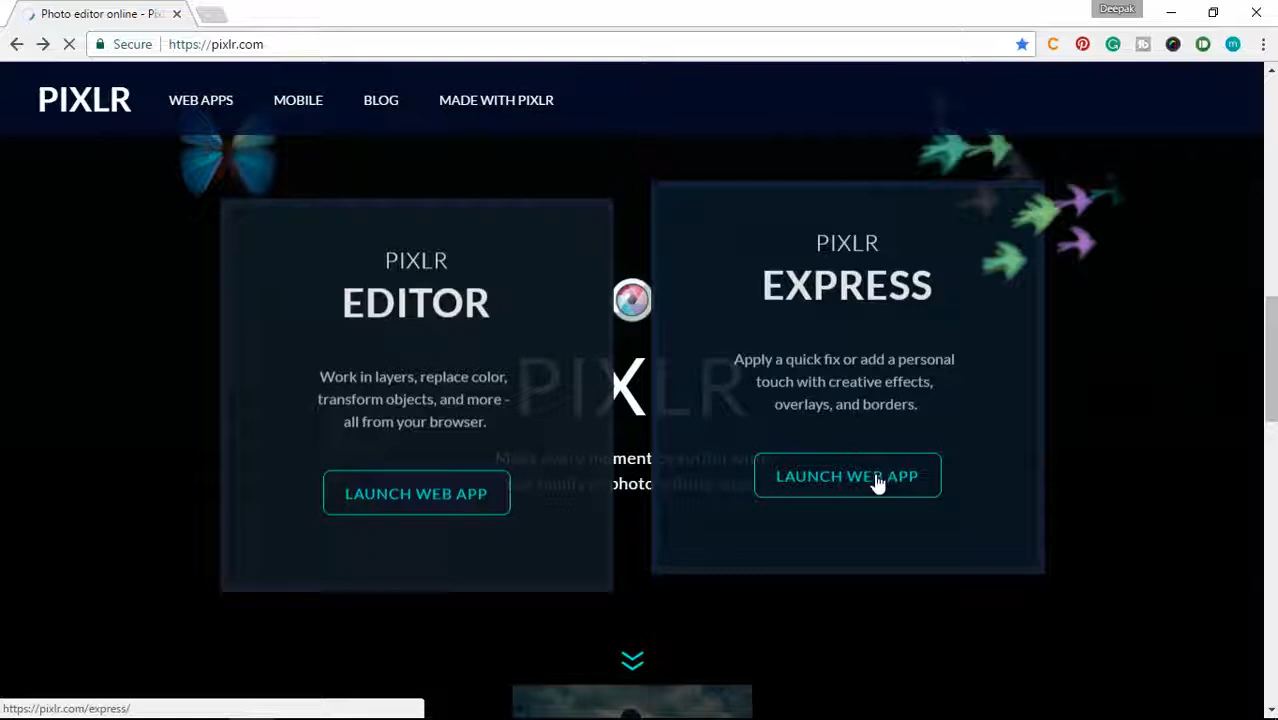 Photo editor online - Pi
Deepak
Secure
https://pixlr.com
PIXLR
WEB APPS
MOBILE
BLOG
MADE WITH PIXLR
PIXLR
EDITOR
Work in layers, replace color,
transform objects, and more -
all from your browser.
LAUNCH WEB APP
PIXLR
EXPRESS
Apply a quick fix or add a personal
touch with creative effects,
overlays, and borders.
LAUNCH WEB APP
PIXLR
moment
photo
https://pixlr.com/express/